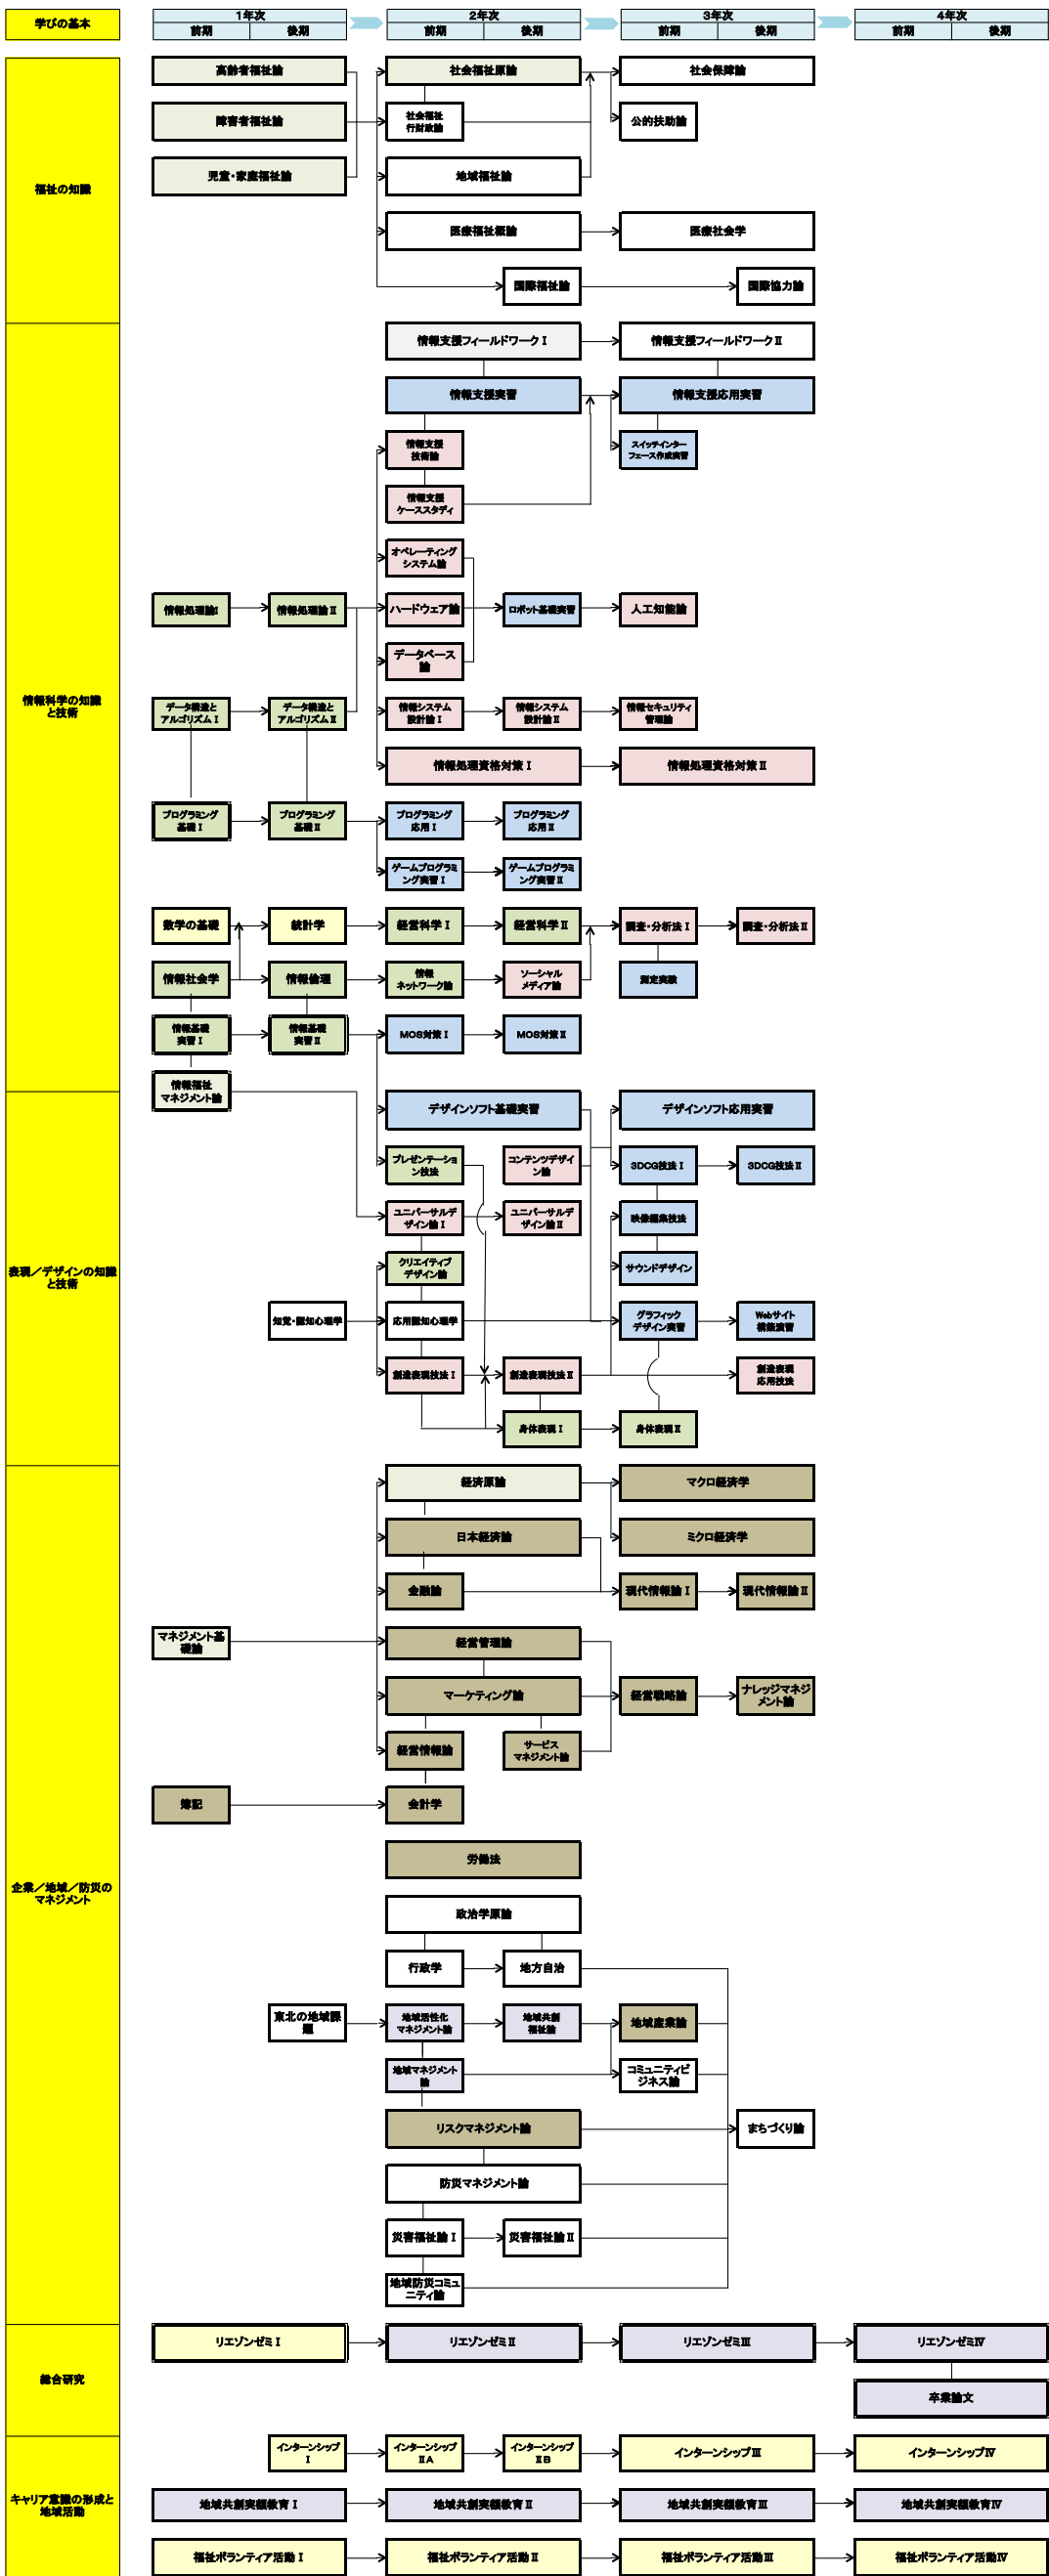 学びの基本
1年次
2年次
3年次
4年次
前期
後期
前期
後期
前期
後期
前期
後期
福祉の知識
高齢者福祉論
社会福祉原論
社会保障論
障害者福祉論
社会福祉
行財政論
公的扶助論
児童・家庭福祉論
地域福祉論
医療福祉概論
医療社会学
国際福祉論
国際協力論
情報科学の知識
と技術
情報支援フィールドワークⅠ
情報支援フィールドワークⅡ
情報支援実習
情報支援応用実習
情報支援
技術論
スイッチインター
フェース作成実習
情報支援
ケーススタディ
オペレーティング
システム論
情報処理論Ⅰ
情報処理論Ⅱ
ハードウェア論
ロボット基礎実習
人工知能論
データベース
論
データ構造と
アルゴリズムⅠ
データ構造と
アルゴリズムⅡ
情報システム
設計論Ⅰ
情報システム
設計論Ⅱ
情報セキュリティ
管理論
情報処理資格対策Ⅰ
情報処理資格対策Ⅱ
プログラミング
基礎Ⅰ
プログラミング
基礎Ⅱ
プログラミング
応用Ⅰ
プログラミング
応用Ⅱ
ゲームプログラミ
ング実習Ⅰ
ゲームプログラミ
ング実習Ⅱ
数学の基礎
統計学
経営科学Ⅰ
経営科学Ⅱ
調査・分析法Ⅰ
調査・分析法Ⅱ
情報社会学
情報倫理
情報
ネットワーク論
ソーシャル
メディア論
測定実験
情報基礎
実習Ⅰ
情報基礎
実習Ⅱ
MOS対策Ⅰ
MOS対策Ⅱ
情報福祉
マネジメント論
表現／デザインの知識
と技術
デザインソフト基礎実習
デザインソフト応用実習
プレゼンテーショ
ン技法
コンテンツデザイ
ン論
3DCG技法Ⅰ
3DCG技法Ⅱ
ユニバーサルデ
ザイン論Ⅰ
ユニバーサルデ
ザイン論Ⅱ
映像編集技法
クリエイティブ
デザイン論
サウンドデザイン
知覚・認知心理学
応用認知心理学
グラフィック
デザイン実習
Webサイト
構築演習
創造表現技法Ⅰ
創造表現技法Ⅱ
創造表現
応用技法
身体表現Ⅰ
身体表現Ⅱ
企業／地域／防災の
マネジメント
経済原論
マクロ経済学
日本経済論
ミクロ経済学
金融論
現代情報論Ⅰ
現代情報論Ⅱ
マネジメント基
礎論
経営管理論
マーケティング論
経営戦略論
ナレッジマネジ
メント論
経営情報論
サービス
マネジメント論
簿記
会計学
労働法
政治学原論
行政学
地方自治
東北の地域課
題
地域活性化
マネジメント論
地域共創
福祉論
地域産業論
地域マネジメント
論
コミュニティビ
ジネス論
リスクマネジメント論
まちづくり論
防災マネジメント論
災害福祉論Ⅰ
災害福祉論Ⅱ
地域防災コミュ
ニティ論
総合研究
リエゾンゼミⅠ
リエゾンゼミⅡ
リエゾンゼミⅢ
リエゾンゼミⅣ
卒業論文
キャリア意識の形成と
地域活動
インターンシップ
Ⅰ
インターンシップ
ⅡA
インターンシップ
ⅡB
インターンシップⅢ
インターンシップⅣ
地域共創実額教育Ⅰ
地域共創実額教育Ⅱ
地域共創実額教育Ⅲ
地域共創実額教育Ⅳ
福祉ボランティア活動Ⅰ
福祉ボランティア活動Ⅱ
福祉ボランティア活動Ⅲ
福祉ボランティア活動Ⅳ